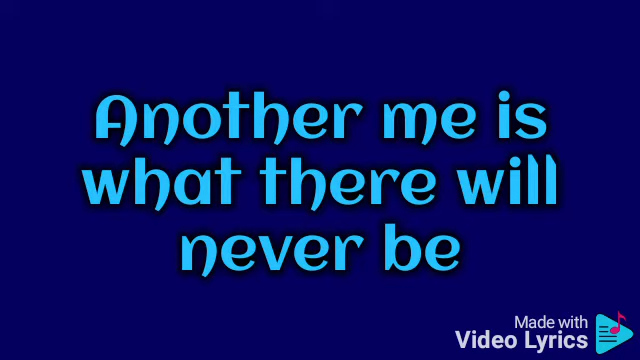 Another me is
what there will
never be
Made with
Video Lyrics